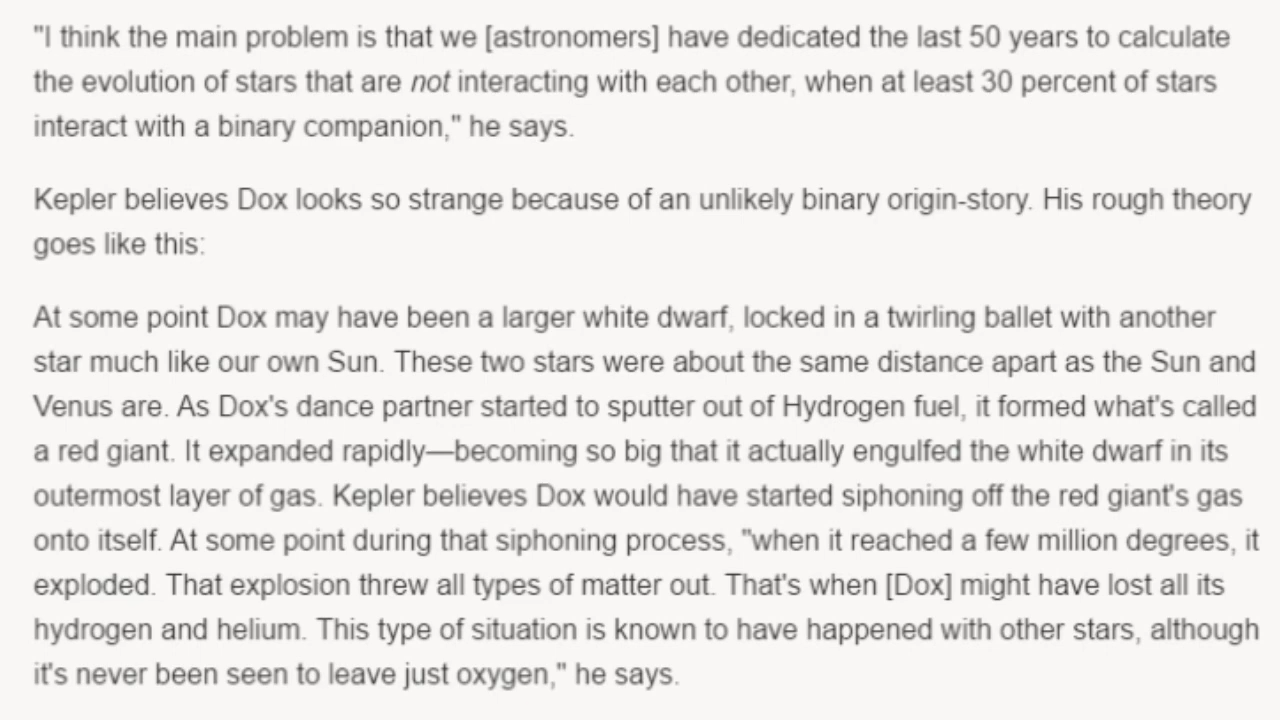 "I think the main problem is that we [astronomers] have dedicated the last 50 years to calculate
the evolution of stars that are not interacting with each other, when at least 30 percent of stars
interact with a binary companion," he says.
Kepler believes Dox looks so strange because of an unlikely binary origin-story. His rough theory
goes like this:
At some point Dox may have been a larger white dwarf, locked in a twirling ballet with another
star much like our own Sun. These two stars were about the same distance apart as the Sun and
Venus are. As Dox's dance partner started to sputter out of Hydrogen fuel, it formed what's called
a red giant. It expanded rapidly—becoming so big that it actually engulfed the white dwarf in its
outermost layer of gas. Kepler believes Dox would have started siphoning off the red giant's gas
onto itself. At some point during that siphoning process, "when it reached a few million degrees, it
exploded. That explosion threw all types of matter out. That's when [Dox] might have lost all its
hydrogen and helium. This type of situation is known to have happened with other stars, although
it's never been seen to leave just oxygen," he says.